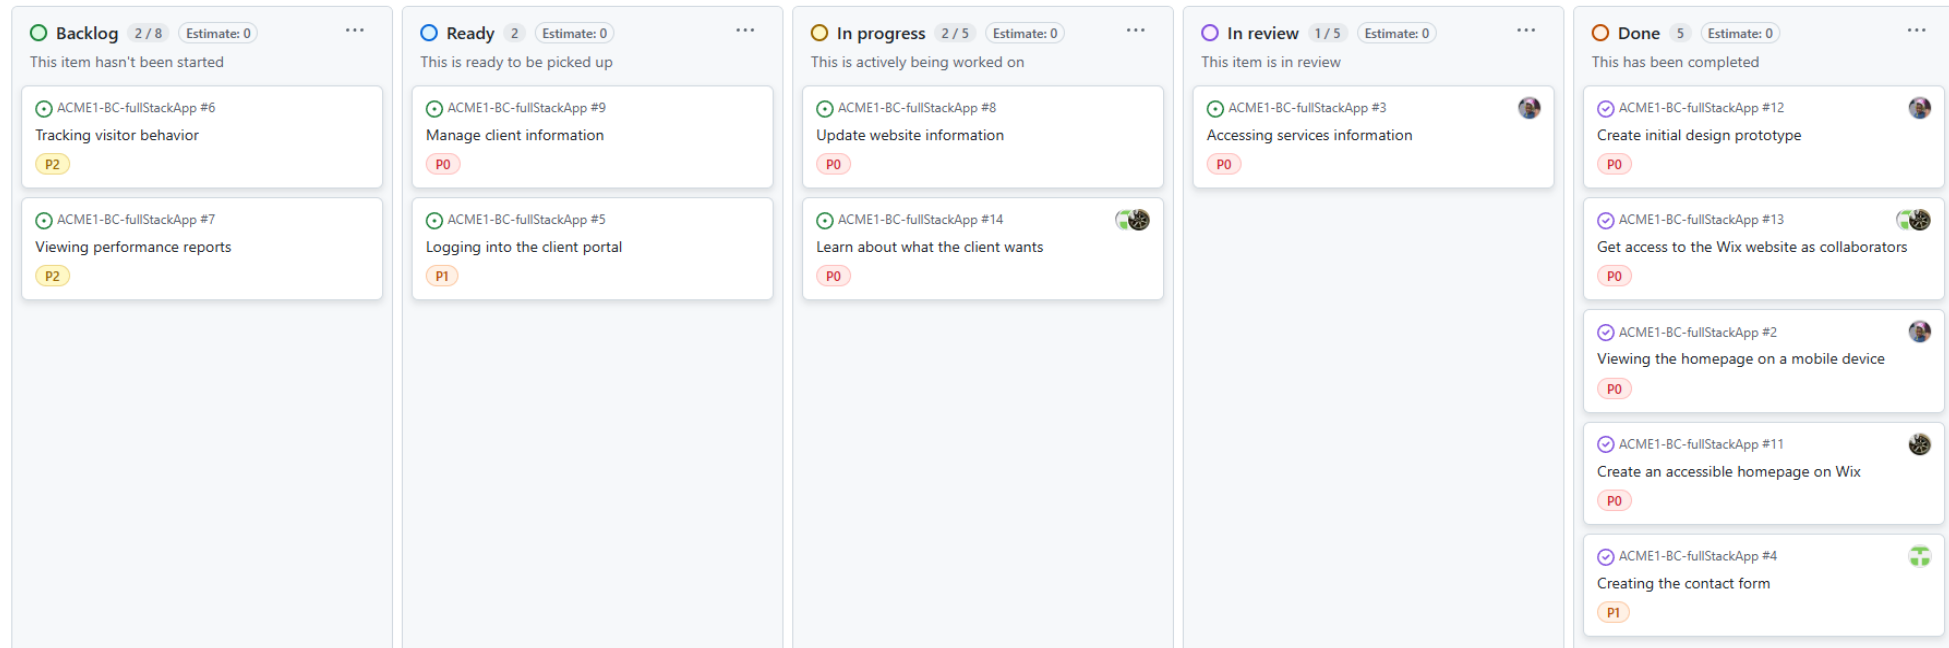 Backlog 2 / 8 Estimate: 0 ...
This item hasn't been started
ACME1-BC-fullStackApp #6
Tracking visitor behavior
P2
ACME1-BC-fullStackApp #7
Viewing performance reports
P2
Ready 2 Estimate: 0 ...
This is ready to be picked up
ACME1-BC-fullStackApp #9
Manage client information
P0
ACME1-BC-fullStackApp #5
Logging into the client portal
P1
In progress 2 / 5 Estimate: 0 ...
This is actively being worked on
ACME1-BC-fullStackApp #8
Update website information
P0
ACME1-BC-fullStackApp #14
Learn about what the client wants
P0
In review 1 / 5 Estimate: 0 ...
This item is in review
ACME1-BC-fullStackApp #3
Accessing services information
P0
Done 5 Estimate: 0 ...
This has been completed
ACME1-BC-fullStackApp #12
Create initial design prototype
P0
ACME1-BC-fullStackApp #13
Get access to the Wix website as collaborators
P0
ACME1-BC-fullStackApp #2
Viewing the homepage on a mobile device
P0
ACME1-BC-fullStackApp #11
Create an accessible homepage on Wix
P0
ACME1-BC-fullStackApp #4
Creating the contact form
P1